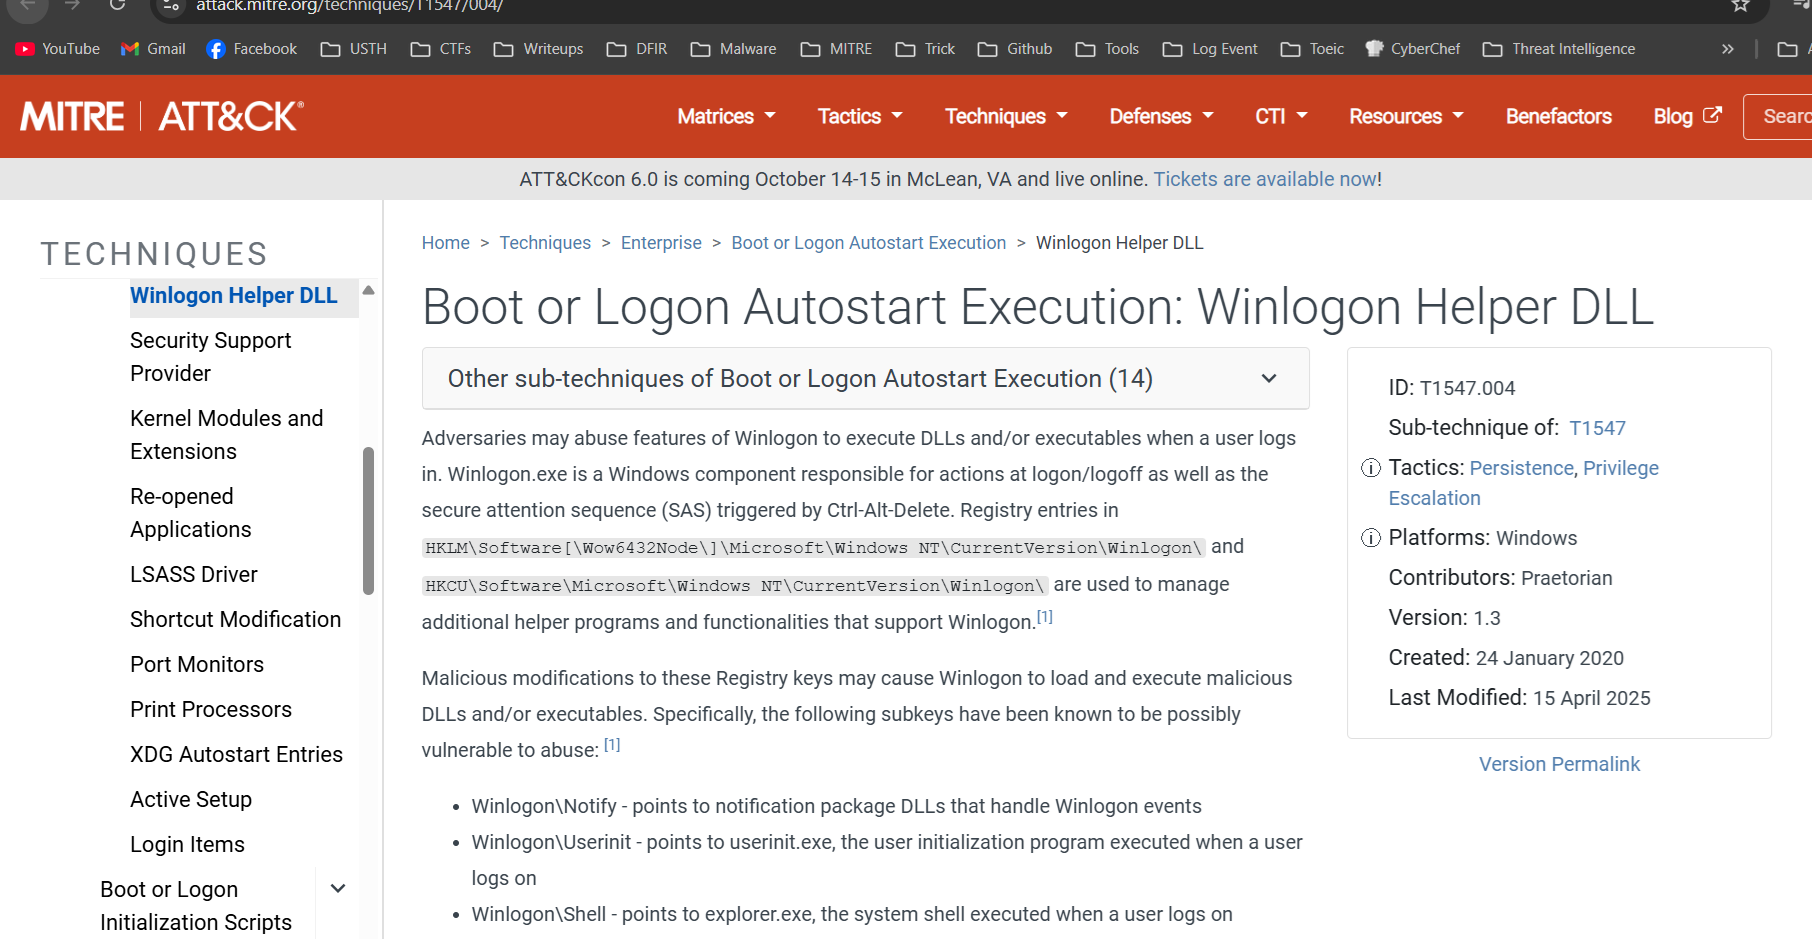 attack.mitre.org/techniques/T1547/004/
YouTube Gmail Facebook USTH CTFs Writeups DFIR Malware MITRE Trick Github Tools Log Event Toeic CyberChef Threat Intelligence »
MITRE | ATT&CK®
Matrices Tactics Techniques Defenses CTI Resources Benefactors Blog
ATT&CKcon 6.0 is coming October 14-15 in McLean, VA and live online. Tickets are available now!
TECHNIQUES
Winlogon Helper DLL
Security Support
Provider
Kernel Modules and
Extensions
Re-opened
Applications
LSASS Driver
Shortcut Modification
Port Monitors
Print Processors
XDG Autostart Entries
Active Setup
Login Items
Boot or Logon
Initialization Scripts
Home > Techniques > Enterprise > Boot or Logon Autostart Execution > Winlogon Helper DLL
Boot or Logon Autostart Execution: Winlogon Helper DLL
Other sub-techniques of Boot or Logon Autostart Execution (14)
Adversaries may abuse features of Winlogon to execute DLLs and/or executables when a user logs
in. Winlogon.exe is a Windows component responsible for actions at logon/logoff as well as the
secure attention sequence (SAS) triggered by Ctrl-Alt-Delete. Registry entries in
HKLM\Software[\Wow6432Node\]\Microsoft\Windows NT\CurrentVersion\Winlogon\ and
HKCU\Software\Microsoft\Windows NT\CurrentVersion\Winlogon\ are used to manage
additional helper programs and functionalities that support Winlogon.[1]
Malicious modifications to these Registry keys may cause Winlogon to load and execute malicious
DLLs and/or executables. Specifically, the following subkeys have been known to be possibly
vulnerable to abuse: [1]
• Winlogon\Notify - points to notification package DLLs that handle Winlogon events
• Winlogon\Userinit - points to userinit.exe, the user initialization program executed when a user
logs on
• Winlogon\Shell - points to explorer.exe, the system shell executed when a user logs on
ID: T1547.004
Sub-technique of: T1547
Tactics: Persistence, Privilege
Escalation
Platforms: Windows
Contributors: Praetorian
Version: 1.3
Created: 24 January 2020
Last Modified: 15 April 2025
Version Permalink